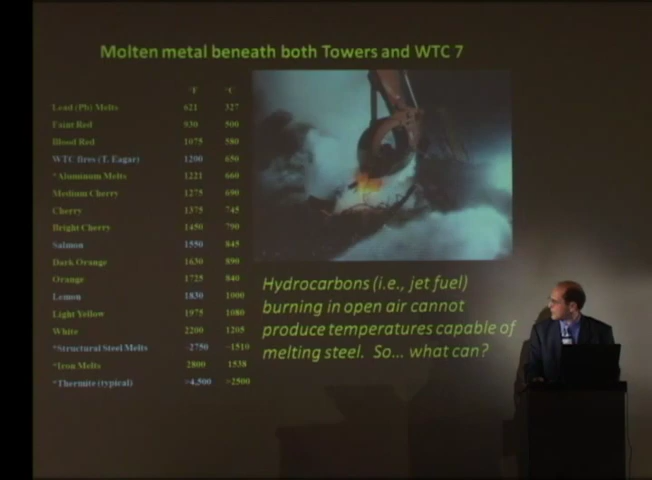 Molten metal beneath both Towers and WTC 7
°F °C
Lead (Pb) Melts 621 327
Faint Red 930 500
Blood Red 1075 580
WTC fires (T. Eagar) 1200 650
*Aluminum Melts 1221 660
Medium Cherry 1275 690
Cherry 1375 745
Bright Cherry 1450 790
Salmon 1550 845
Dark Orange 1630 890
Orange 1725 840
Lemon 1830 1000
Light Yellow 1975 1080
White 2200 1205
*Structural Steel Melts ~2750 ~1510
*Iron Melts 2800 1538
*Thermite (typical) >4,500 >2500
Hydrocarbons (i.e., jet fuel)
burning in open air cannot
produce temperatures capable of
melting steel. So... what can?